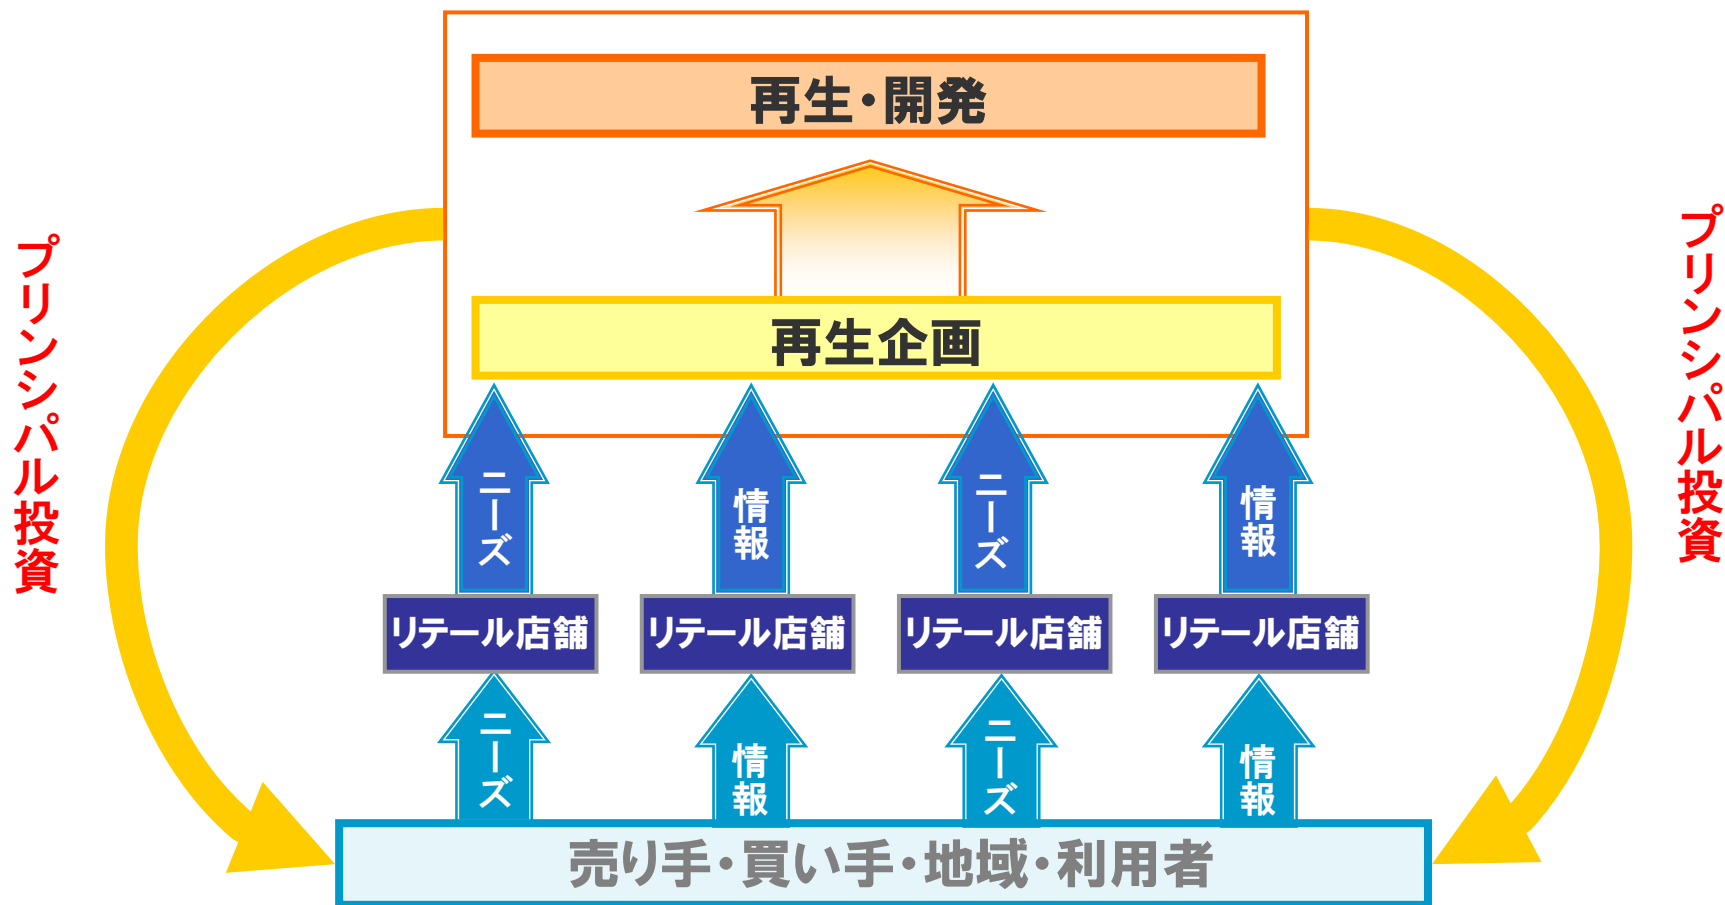 再生・開発
再生企画
プリンシパル投資
プリンシパル投資
ニーズ
情報
ニーズ
情報
リテール店舗
リテール店舗
リテール店舗
リテール店舗
ニーズ
情報
ニーズ
情報
売り手・買い手・地域・利用者